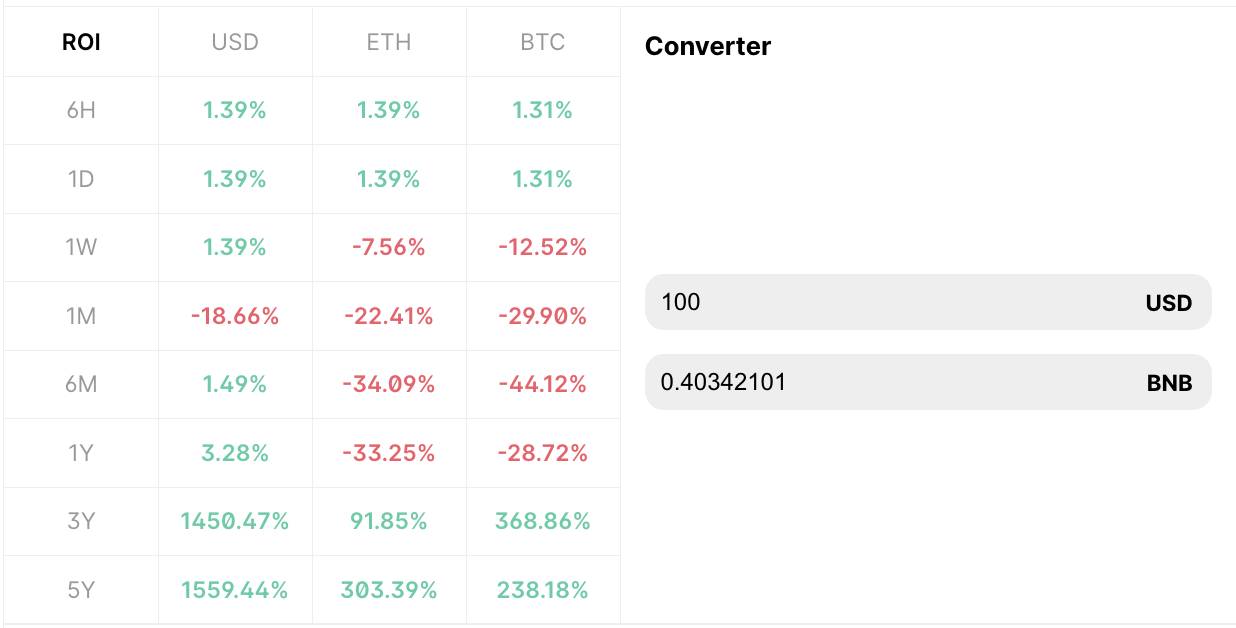 ROI USD ETH BTC
6H 1.39% 1.39% 1.31%
1D 1.39% 1.39% 1.31%
1W 1.39% -7.56% -12.52%
1M -18.66% -22.41% -29.90%
6M 1.49% -34.09% -44.12%
1Y 3.28% -33.25% -28.72%
3Y 1450.47% 91.85% 368.86%
5Y 1559.44% 303.39% 238.18%
Converter
100 USD
0.40342101 BNB